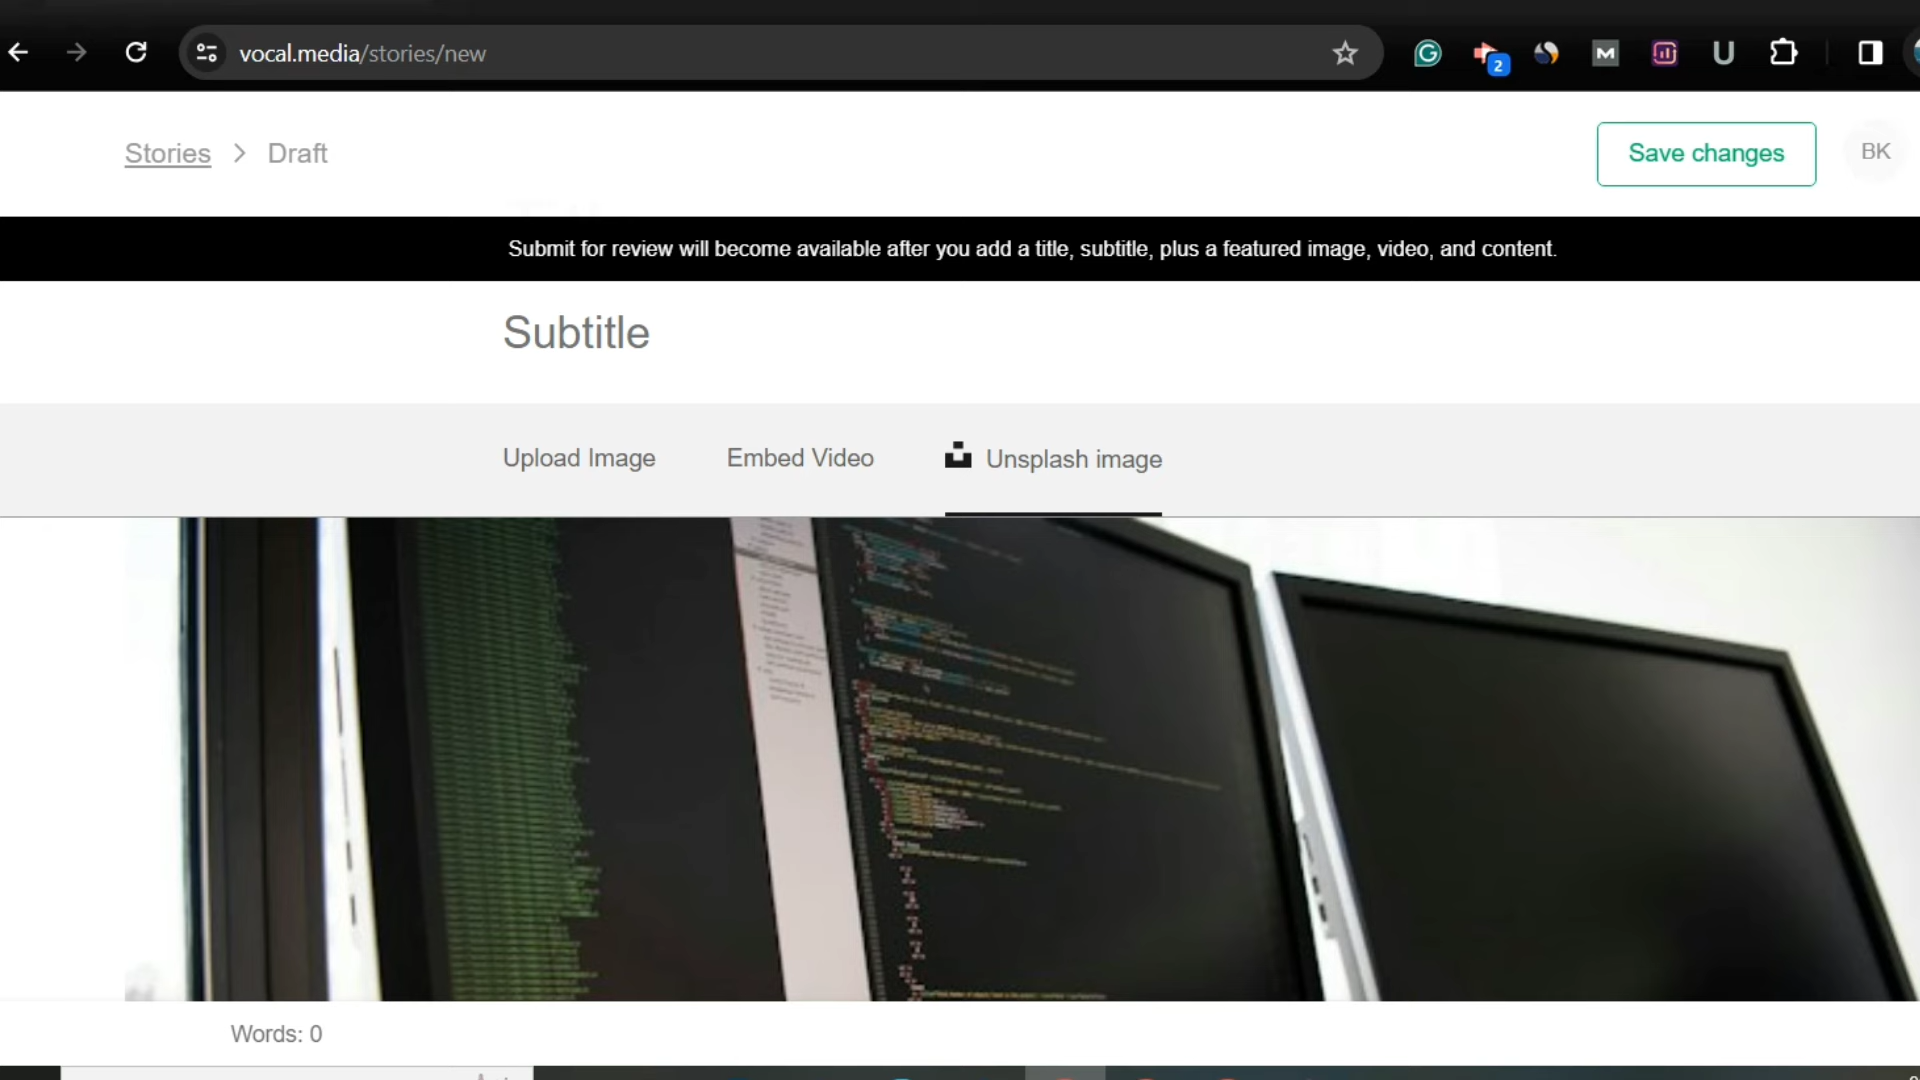 vocal.media/stories/new
2
Stories > Draft
Save changes
BK
Submit for review will become available after you add a title, subtitle, plus a featured image, video, and content.
Subtitle
Upload Image
Embed Video
Unsplash image
Words: 0